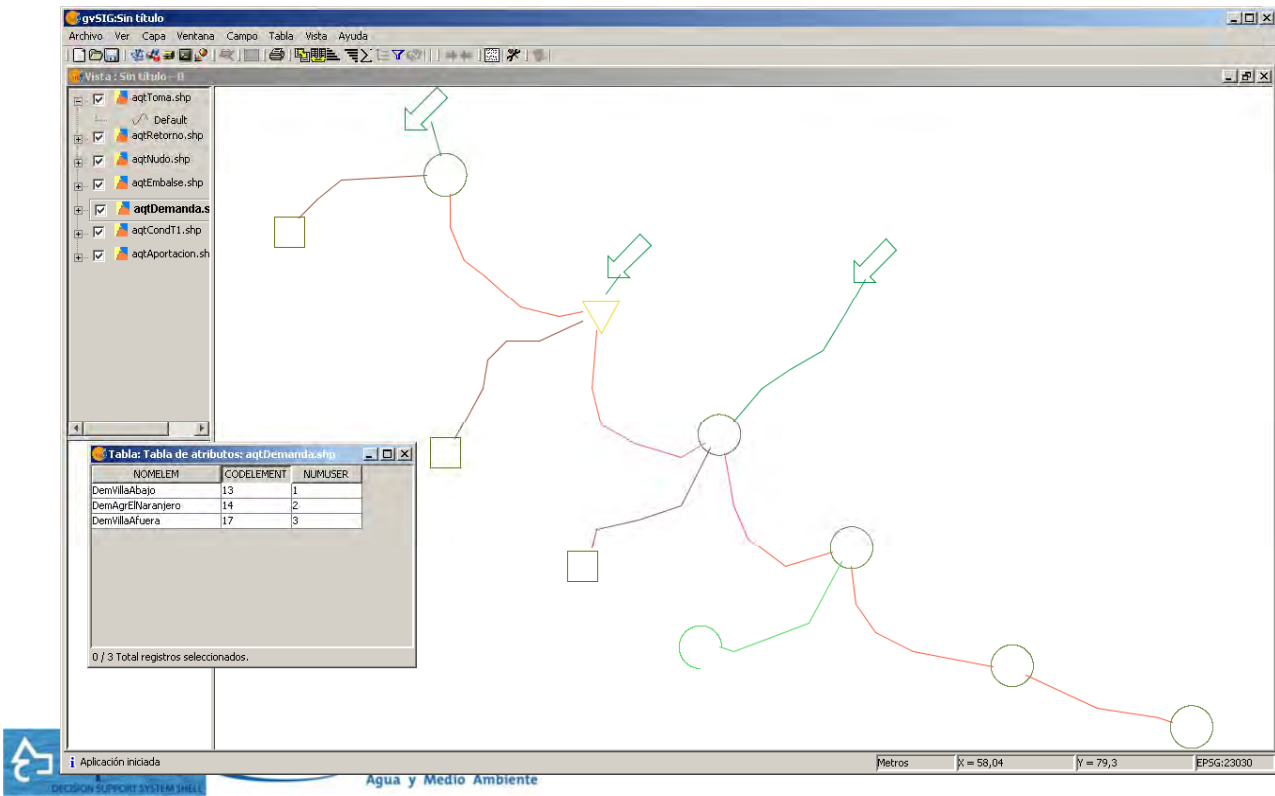 gvSIG:Sin título
Archivo Ver Capa Ventana Campo Tabla Vista Ayuda
Vista : Sin título - 0
aqtToma.shp
Default
aqtRetorno.shp
aqtNudo.shp
aqtEmbalse.shp
aqtDemanda.s
aqtCondT1.shp
aqtAportacion.sh
Tabla: Tabla de atributos: aqtDemanda.shp
NOMELEM CODELEMENT NUMUSER
DemVillaAbajo 13 1
DemAgrElNaranjero 14 2
DemVillaAfuera 17 3
0 / 3 Total registros seleccionados.
Aplicación iniciada Metros X = 58,04 Y = 79,3 EPSG:23030
Agua y Medio Ambiente
DECISION SUPPORT SYSTEM SHELL